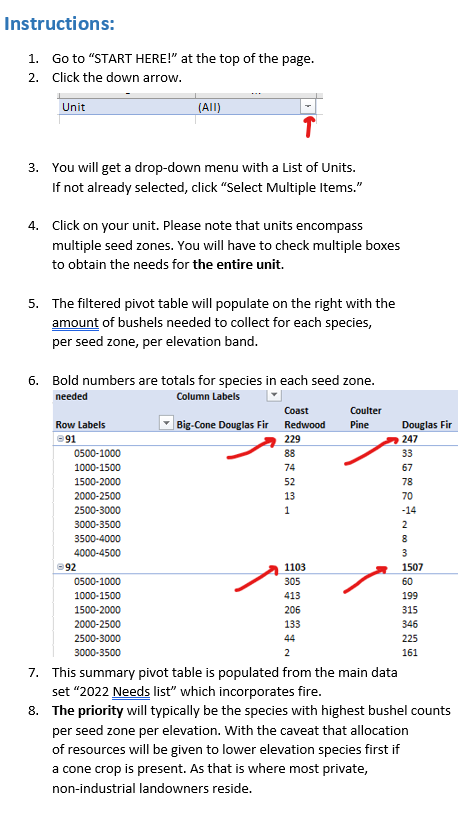 Instructions:
1. Go to “START HERE!” at the top of the page.
2. Click the down arrow.
Unit (All)
3. You will get a drop-down menu with a List of Units.
If not already selected, click “Select Multiple Items.”
4. Click on your unit. Please note that units encompass
multiple seed zones. You will have to check multiple boxes
to obtain the needs for the entire unit.
5. The filtered pivot table will populate on the right with the
amount of bushels needed to collect for each species,
per seed zone, per elevation band.
6. Bold numbers are totals for species in each seed zone.
needed Column Labels
Coast Coulter
Row Labels Big-Cone Douglas Fir Redwood Pine Douglas Fir
91 229 247
0500-1000 88 33
1000-1500 74 67
1500-2000 52 78
2000-2500 13 70
2500-3000 1 -14
3000-3500 2
3500-4000 8
4000-4500 3
92 1103 1507
0500-1000 305 60
1000-1500 413 199
1500-2000 206 315
2000-2500 133 346
2500-3000 44 225
3000-3500 2 161
7. This summary pivot table is populated from the main data
set “2022 Needs list” which incorporates fire.
8. The priority will typically be the species with highest bushel counts
per seed zone per elevation. With the caveat that allocation
of resources will be given to lower elevation species first if
a cone crop is present. As that is where most private,
non-industrial landowners reside.